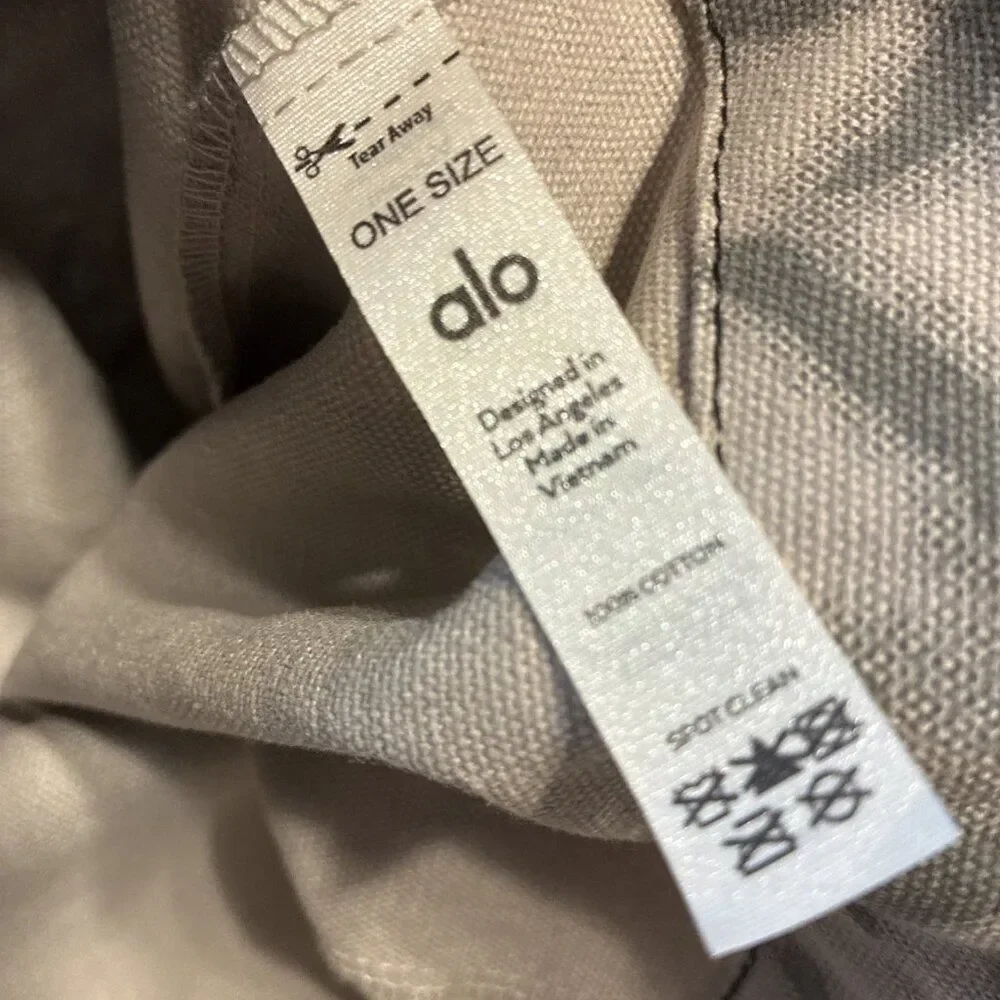 Tear Away
ONE SIZE
alo
Designed in
Los Angeles
Made in
Vietnam
100% COTTON
SPOT CLEAN